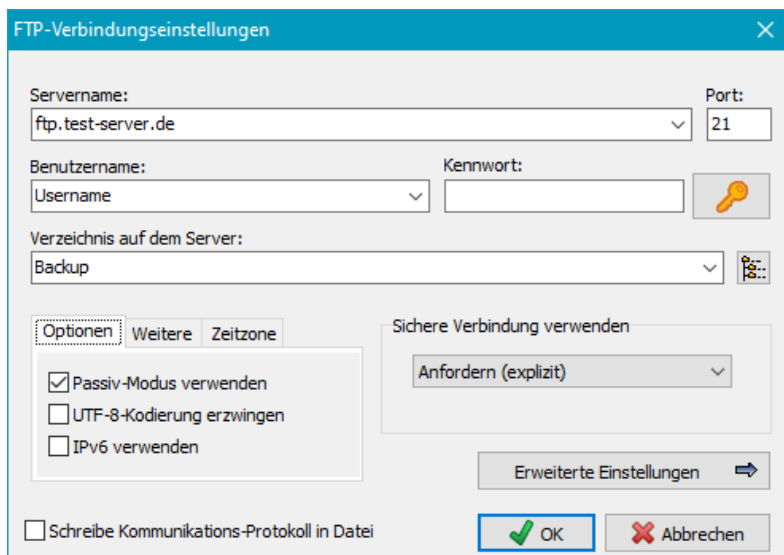 FTP-Verbindungseinstellungen
Servername: Port:
ftp.test-server.de 21
Benutzername: Kennwort:
Username
Verzeichnis auf dem Server:
Backup
Optionen Weitere Zeitzone
Sichere Verbindung verwenden
Anfordern (explizit)
Passiv-Modus verwenden
UTF-8-Kodierung erzwingen
IPv6 verwenden
Erweiterte Einstellungen
Schreibe Kommunikations-Protokoll in Datei
OK Abbrechen